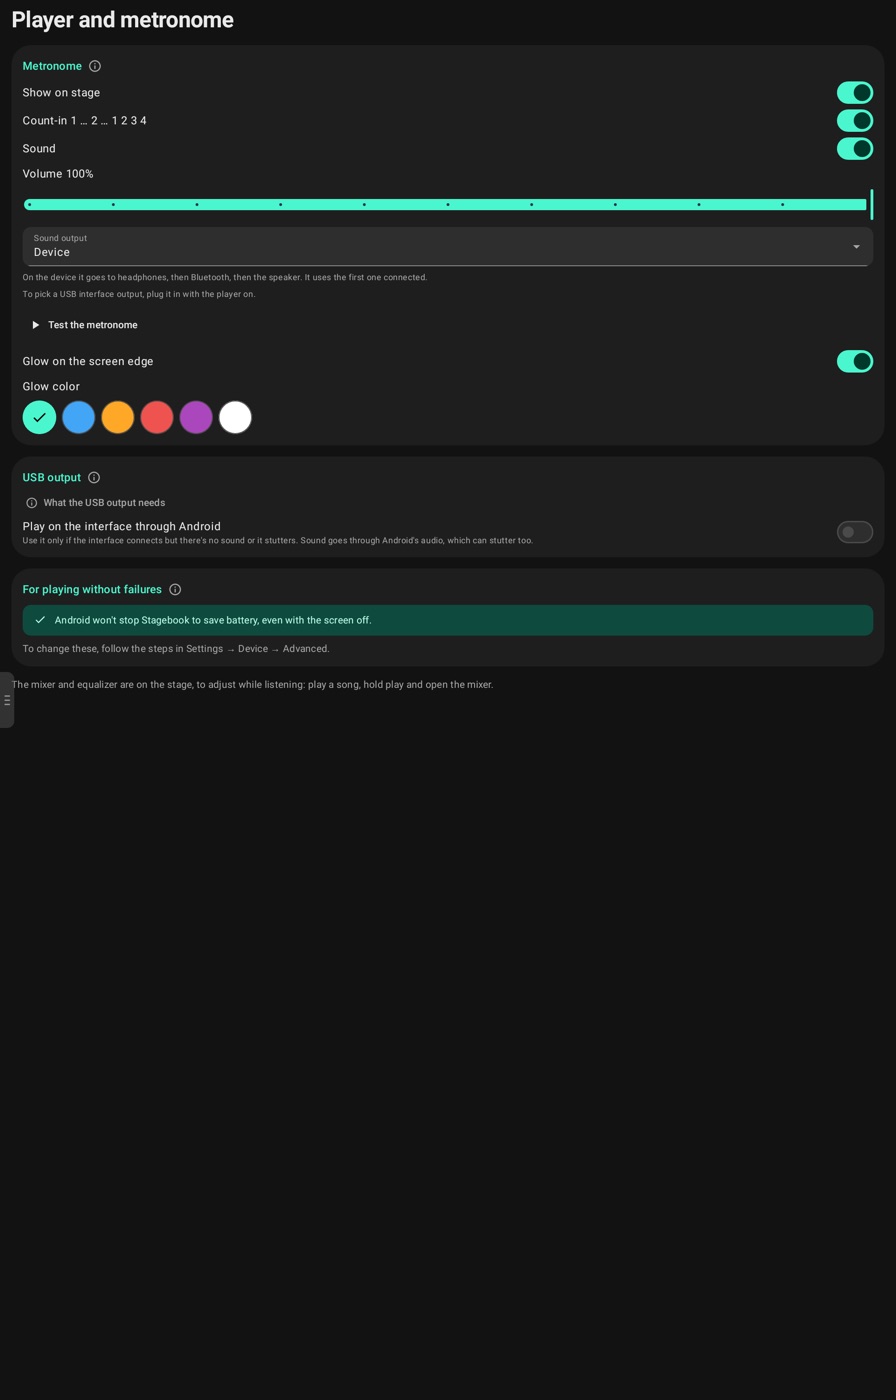 Player and metronome
Metronome
Show on stage
Count-in 1 … 2 … 1 2 3 4
Sound
Volume 100%
Sound output
Device
On the device it goes to headphones, then Bluetooth, then the speaker. It uses the first one connected.
To pick a USB interface output, plug it in with the player on.
Test the metronome
Glow on the screen edge
Glow color
USB output
What the USB output needs
Play on the interface through Android
Use it only if the interface connects but there's no sound or it stutters. Sound goes through Android's audio, which can stutter too.
For playing without failures
Android won't stop Stagebook to save battery, even with the screen off.
To change these, follow the steps in Settings → Device → Advanced.
The mixer and equalizer are on the stage, to adjust while listening: play a song, hold play and open the mixer.